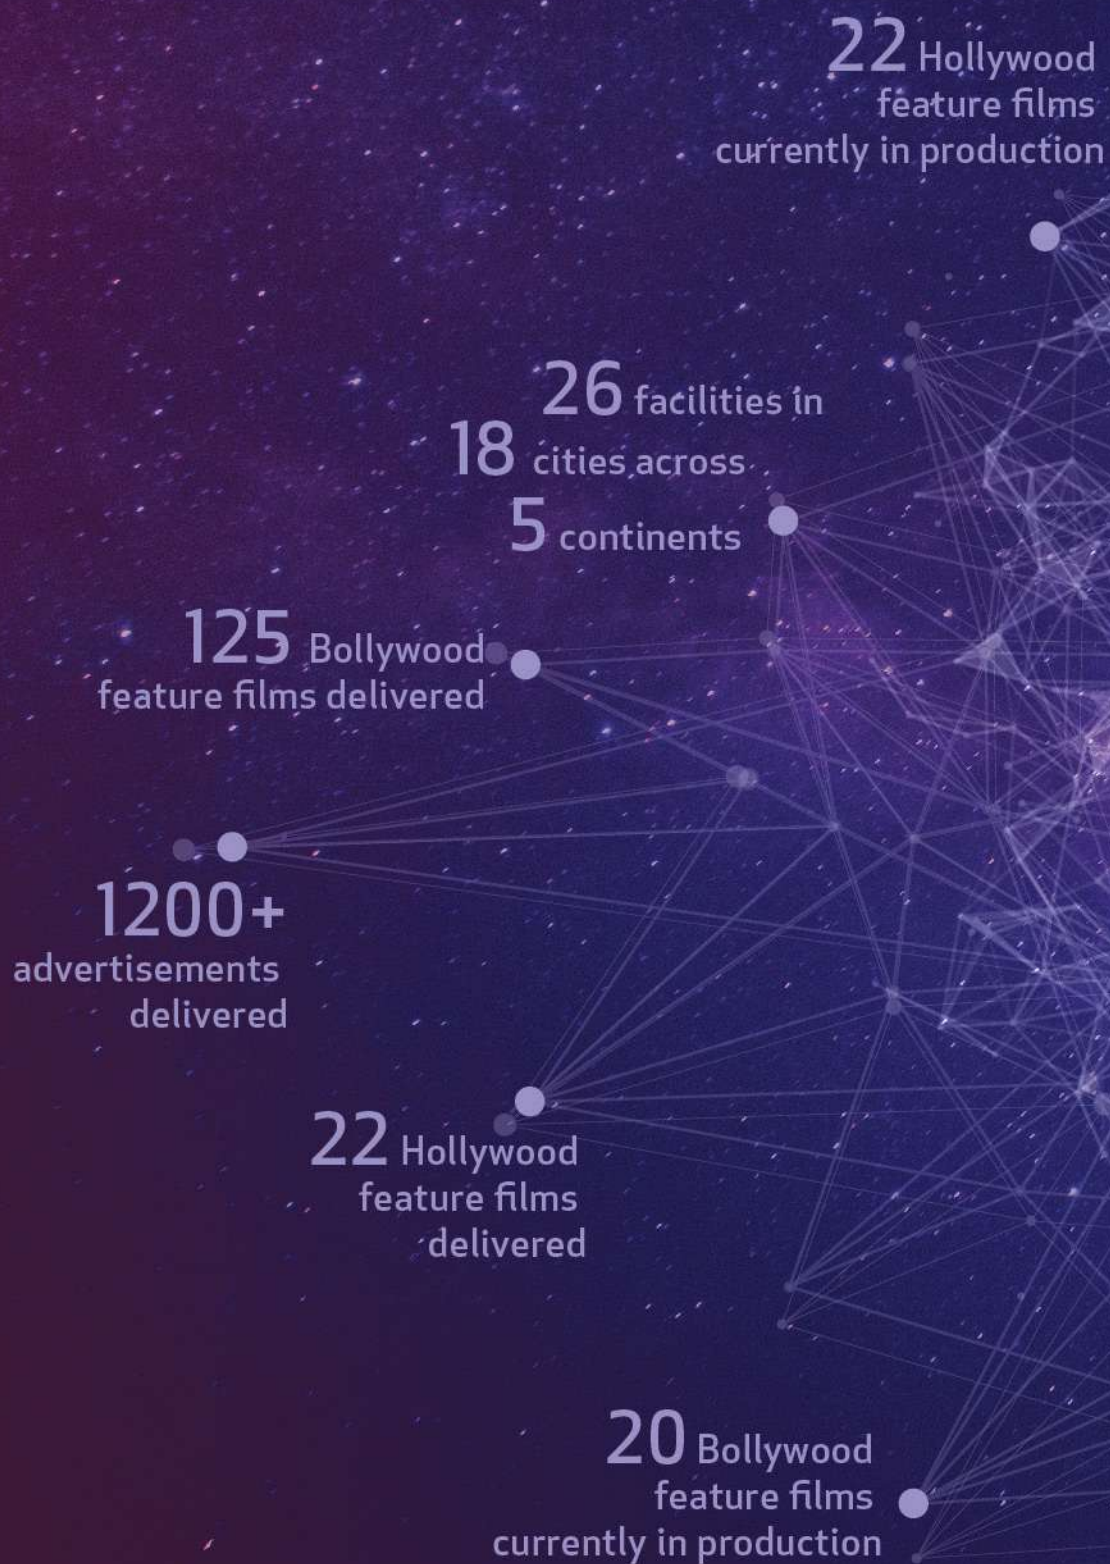 22 Hollywood
feature films
currently in production
26 facilities in
18 cities across
5 continents
125 Bollywood
feature films delivered
1200+
advertisements
delivered
22 Hollywood
feature films
delivered
20 Bollywood
feature films
currently in production